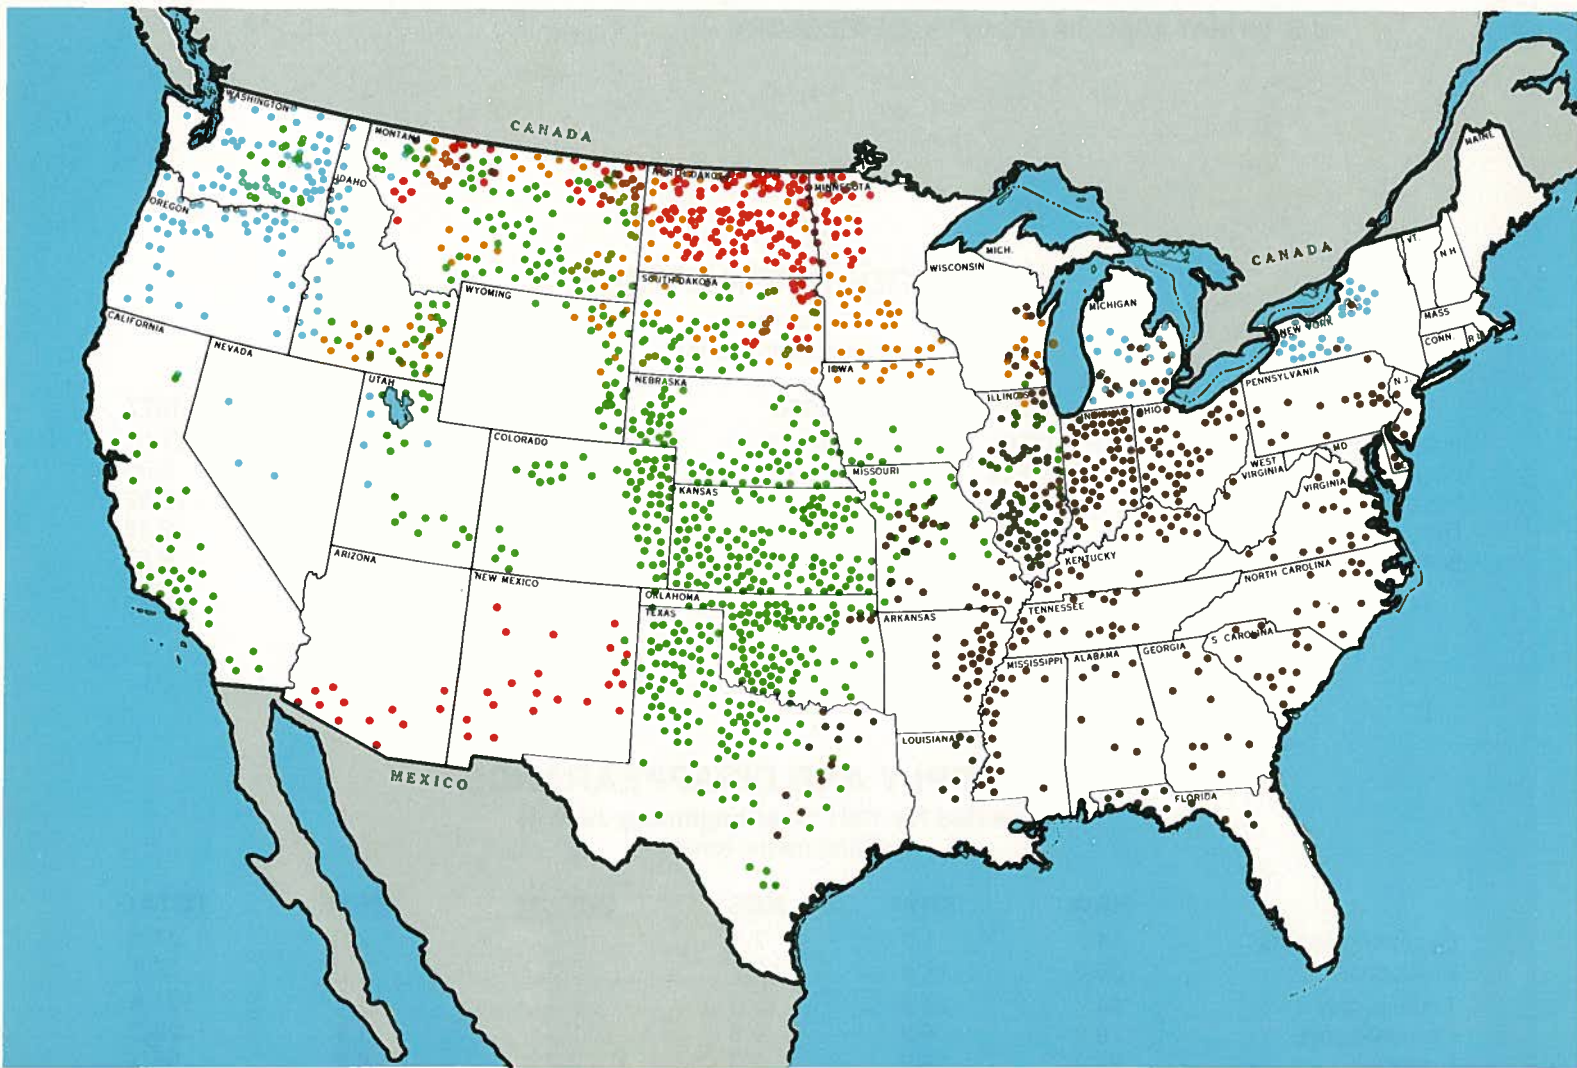 CANADA
WASHINGTON
MONTANA
IDAHO
NORTH DAKOTA
MINNESOTA
MAINE
OREGON
VT.
N H
CANADA
MICH.
WISCONSIN
SOUTH DAKOTA
WYOMING
MICHIGAN
CALIFORNIA
MASS
NEW YORK
NEVADA
CONN.
R I
IOWA
PENNSYLVANIA
N J.
UTAH
NEBRASKA
ILLINOIS
INDIANA
OHIO
COLORADO
MD
WEST
VIRGINIA
MISSOURI
KANSAS
VIRGINIA
ARIZONA
KENTUCKY
NORTH CAROLINA
NEW MEXICO
OKLAHOMA
TENNESSEE
TEXAS
ARKANSAS
S CAROLINA
MISSISSIPPI
ALABAMA
GEORGIA
LOUISIANA
MEXICO
FLORIDA